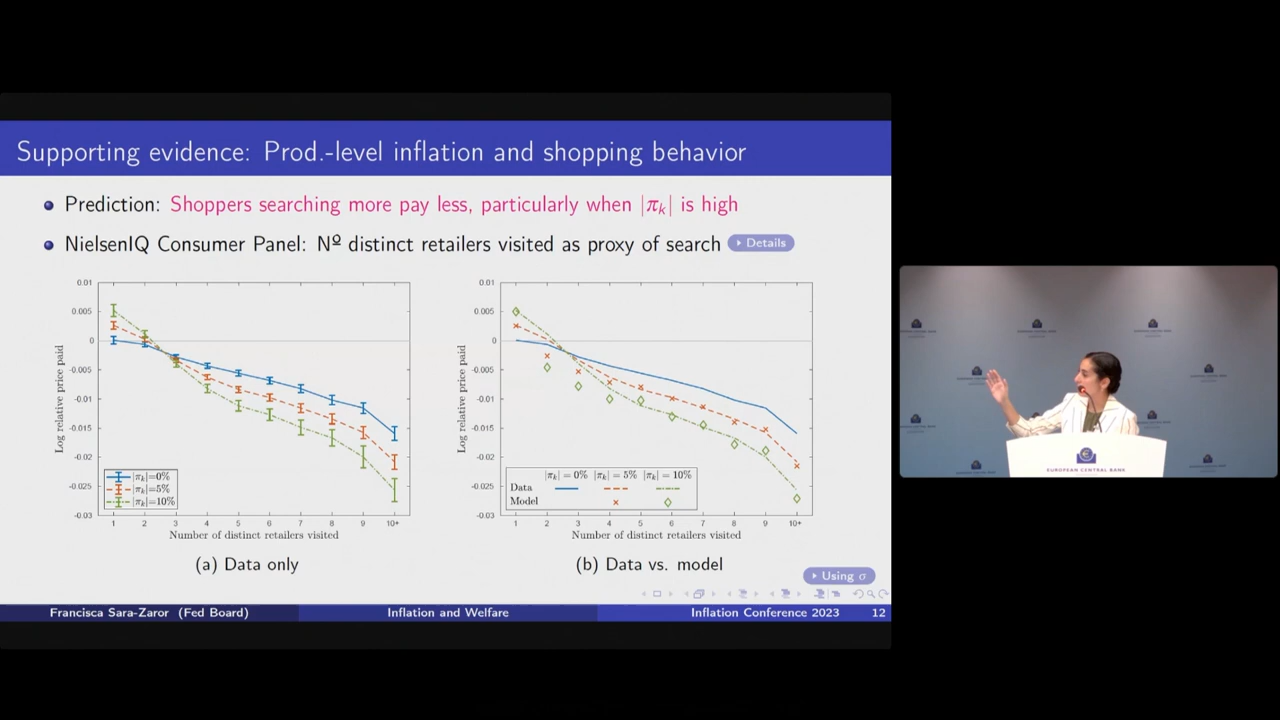 Supporting evidence: Prod.-level inflation and shopping behavior
Prediction: Shoppers searching more pay less, particularly when |πk| is high
NielsenIQ Consumer Panel: Nº distinct retailers visited as proxy of search
Details
0.01
0.005
0
-0.005
-0.01
-0.015
-0.02
-0.025
-0.03
Log relative price paid
|πk|=0%
|πk|=5%
|πk|=10%
1 2 3 4 5 6 7 8 9 10+
Number of distinct retailers visited
(a) Data only
0.01
0.005
0
-0.005
-0.01
-0.015
-0.02
-0.025
-0.03
Log relative price paid
|πk| = 0% |πk| = 5% |πk| = 10%
Data
Model
1 2 3 4 5 6 7 8 9 10+
Number of distinct retailers visited
(b) Data vs. model
Using σ
Francisca Sara-Zaror (Fed Board) Inflation and Welfare Inflation Conference 2023 12
EUROPEAN CENTRAL BANK